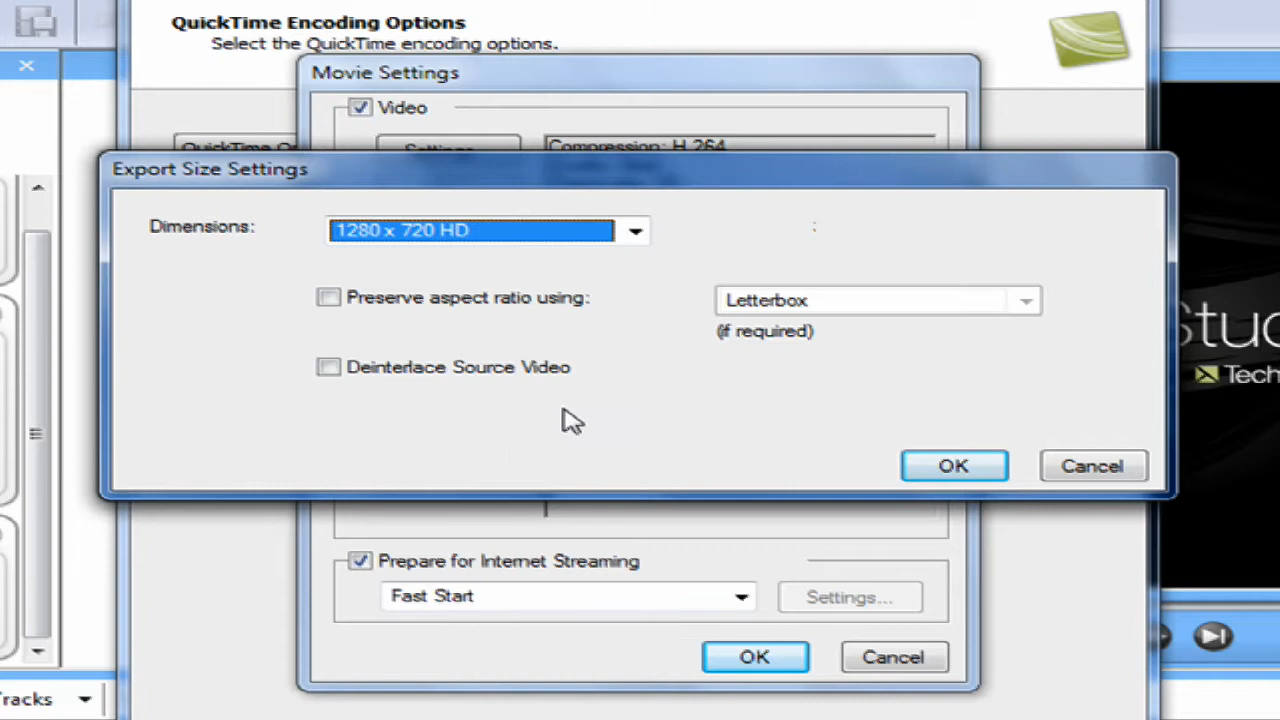 QuickTime Encoding Options
Select the QuickTime encoding options.
Movie Settings
Video
Compression: H.264
Export Size Settings
Dimensions:
1280 x 720 HD
:
Preserve aspect ratio using:
Letterbox
(if required)
Deinterlace Source Video
OK
Cancel
Prepare for Internet Streaming
Fast Start
Settings...
OK
Cancel